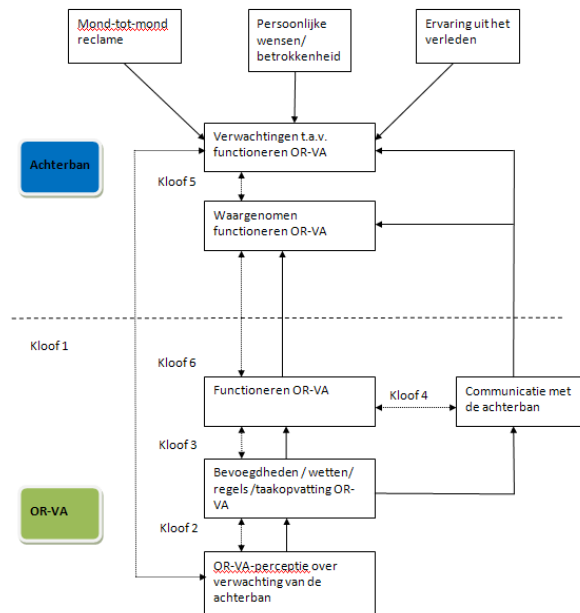 Mond-tot-mond
reclame
Persoonlijke
wensen/
betrokkenheid
Ervaring uit het
verleden
Verwachtingen t.a.v.
functioneren OR-VA
Achterban
Kloof 5
Waargenomen
functioneren OR-VA
Kloof 1
Kloof 6
Functioneren OR-VA
Kloof 4
Communicatie met
de achterban
Kloof 3
Bevoegdheden / wetten/
regels /taakopvatting OR-
VA
OR-VA
Kloof 2
OR-VA-perceptie over
verwachting van de
achterban